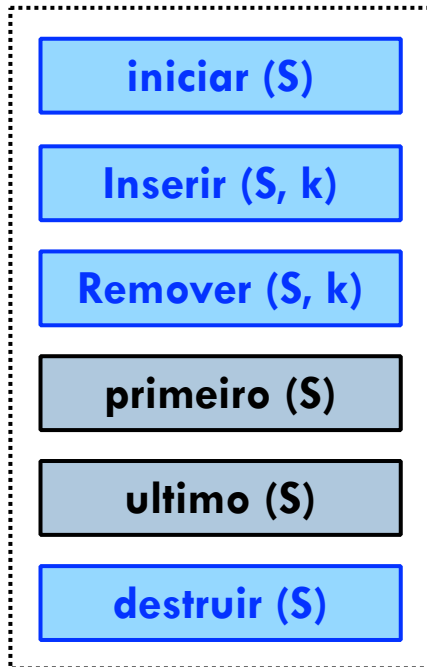 iniciar (S)
Inserir (S, k)
Remover (S, k)
primeiro (S)
ultimo (S)
destruir (S)